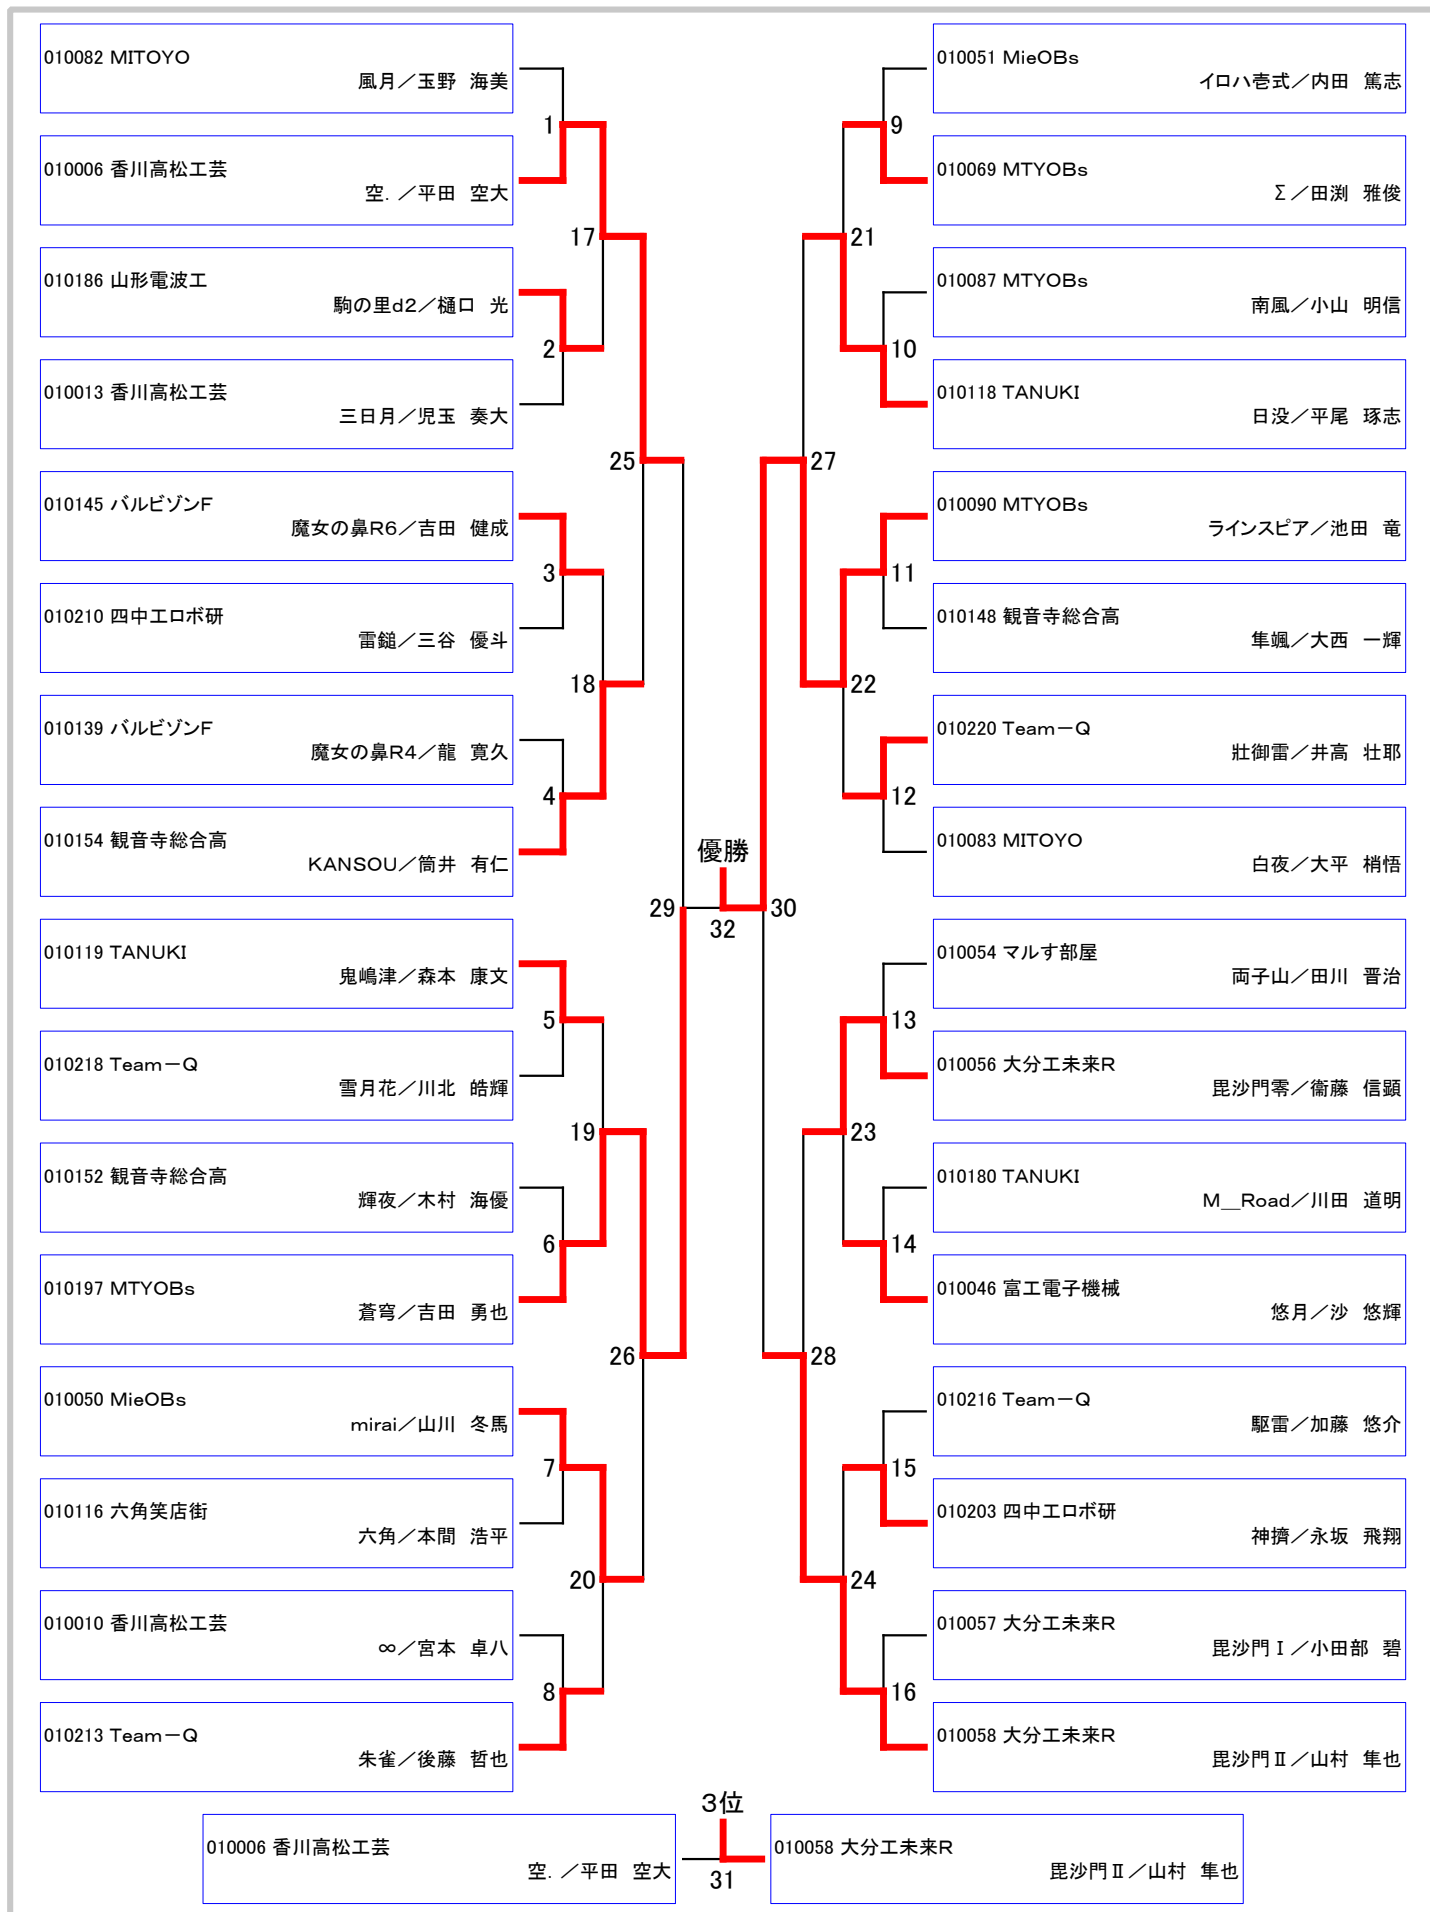 010082 MITOYO
風月／玉野 海美
1
010006 香川高松工芸
空．／平田 空大
17
010186 山形電波工
駒の里d2／樋口 光
2
010013 香川高松工芸
三日月／児玉 奏大
25
010145 バルビゾンF
魔女の鼻R6／吉田 健成
3
010210 四中工ロボ研
雷鎚／三谷 優斗
18
010139 バルビゾンF
魔女の鼻R4／龍 寛久
4
010154 観音寺総合高
KANSOU／筒井 有仁
29
010119 TANUKI
鬼嶋津／森本 康文
5
010218 Team－Q
雪月花／川北 皓輝
19
010152 観音寺総合高
輝夜／木村 海優
6
010197 MTYOBs
蒼穹／吉田 勇也
26
010050 MieOBs
mirai／山川 冬馬
7
010116 六角笑店街
六角／本間 浩平
20
010010 香川高松工芸
∞／宮本 卓八
8
010213 Team－Q
朱雀／後藤 哲也
優勝
32
010051 MieOBs
イロハ壱式／内田 篤志
9
010069 MTYOBs
Σ／田渕 雅俊
21
010087 MTYOBs
南風／小山 明信
10
010118 TANUKI
日没／平尾 琢志
27
010090 MTYOBs
ラインスピア／池田 竜
11
010148 観音寺総合高
隼颯／大西 一輝
22
010220 Team－Q
壯御雷／井高 壮耶
12
010083 MITOYO
白夜／大平 梢悟
30
010054 マルす部屋
両子山／田川 晋治
13
010056 大分工未来R
毘沙門零／衞藤 信顕
23
010180 TANUKI
M＿Road／川田 道明
14
010046 富工電子機械
悠月／沙 悠輝
28
010216 Team－Q
駆雷／加藤 悠介
15
010203 四中工ロボ研
神擠／永坂 飛翔
24
010057 大分工未来R
毘沙門Ⅰ／小田部 碧
16
010058 大分工未来R
毘沙門Ⅱ／山村 隼也
3位
010006 香川高松工芸
空．／平田 空大
31
010058 大分工未来R
毘沙門Ⅱ／山村 隼也